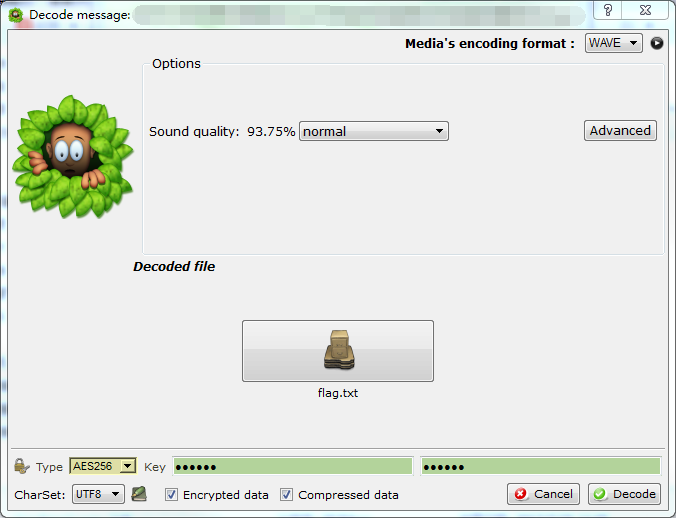 Decode message:
Media's encoding format : WAVE
Options
Sound quality: 93.75% normal Advanced
Decoded file
flag.txt
Type AES256 Key •••••• ••••••
CharSet: UTF8 Encrypted data Compressed data Cancel Decode